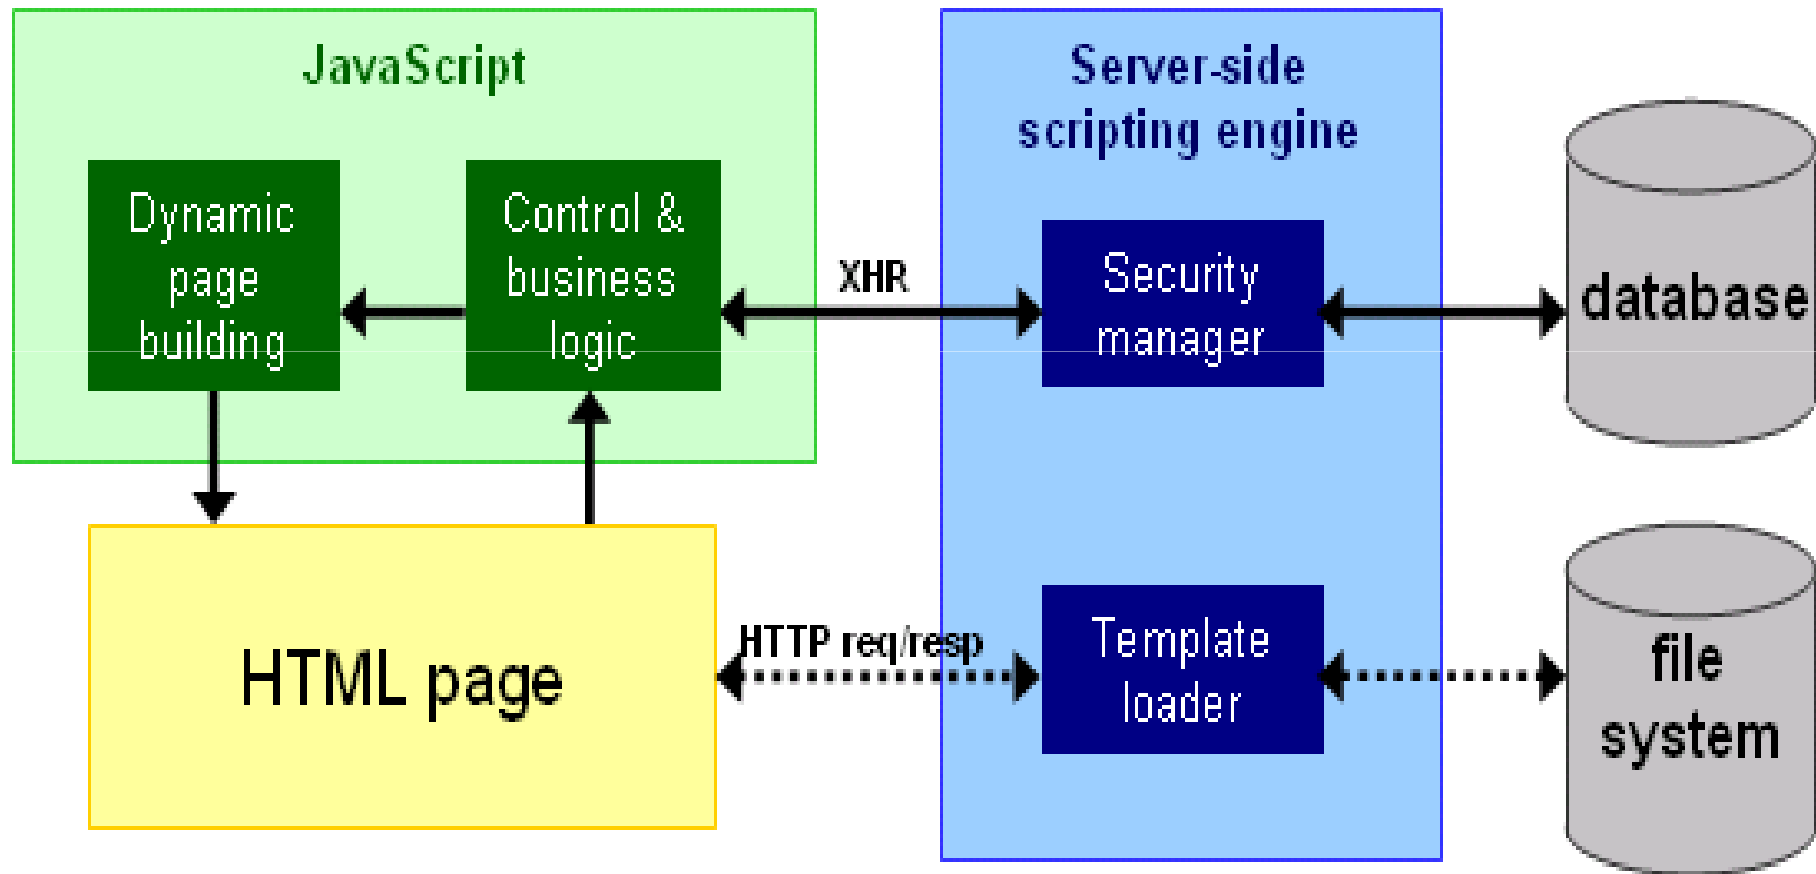 JavaScript
Dynamic
page
building
Control &
business
logic
XHR
Server-side
scripting engine
Security
manager
database
HTML page
HTTP req/resp
Template
loader
file
system